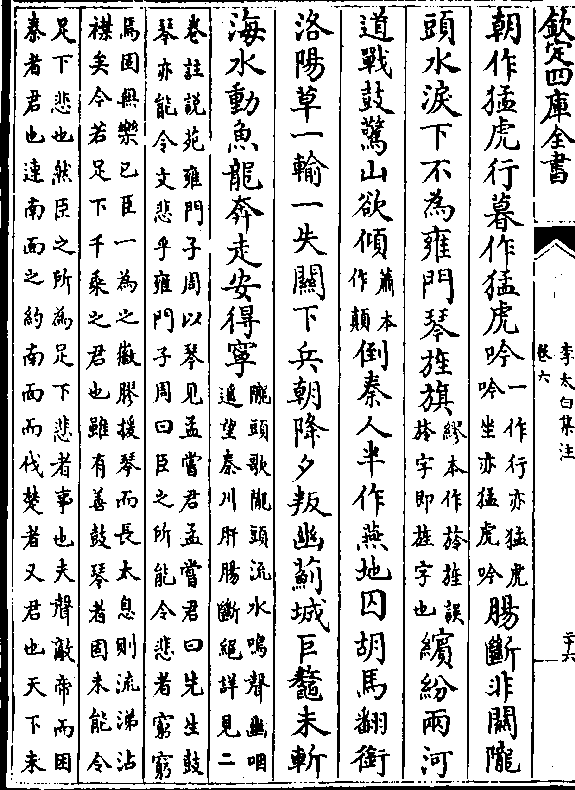 欽定四庫全書
李太白集注
卷六
二十六
朝作猛虎行暮作猛虎吟一作行亦猛虎吟坐亦猛虎吟腸斷非關隴
頭水淚下不為雍門琴旌旗繆本作旍旌誤旍字即旌字也繽紛兩河
道戰鼓驚山欲傾蕭本作顛倒秦人半作燕地囚胡馬翻銜
洛陽草一輸一失關下兵朝降夕叛幽薊城巨鼇未斬
海水動魚龍奔走安得寧隴頭歌隴頭流水鳴聲幽咽遥望秦川肝腸斷絕詳見二
卷註説苑雍門子周以琴見孟嘗君孟嘗君曰先生鼓
琴亦能令文悲乎雍門子周曰臣之所能令悲者窮窮
焉固無樂已臣一為之徽膠援琴而長太息則流涕沾
襟矣今若足下千乗之君也雖有善鼓琴者固未能令
足下悲也然臣之所為足下悲者事也夫聲敵帝而困
秦者君也連南面之約南面而伐楚者又君也天下未